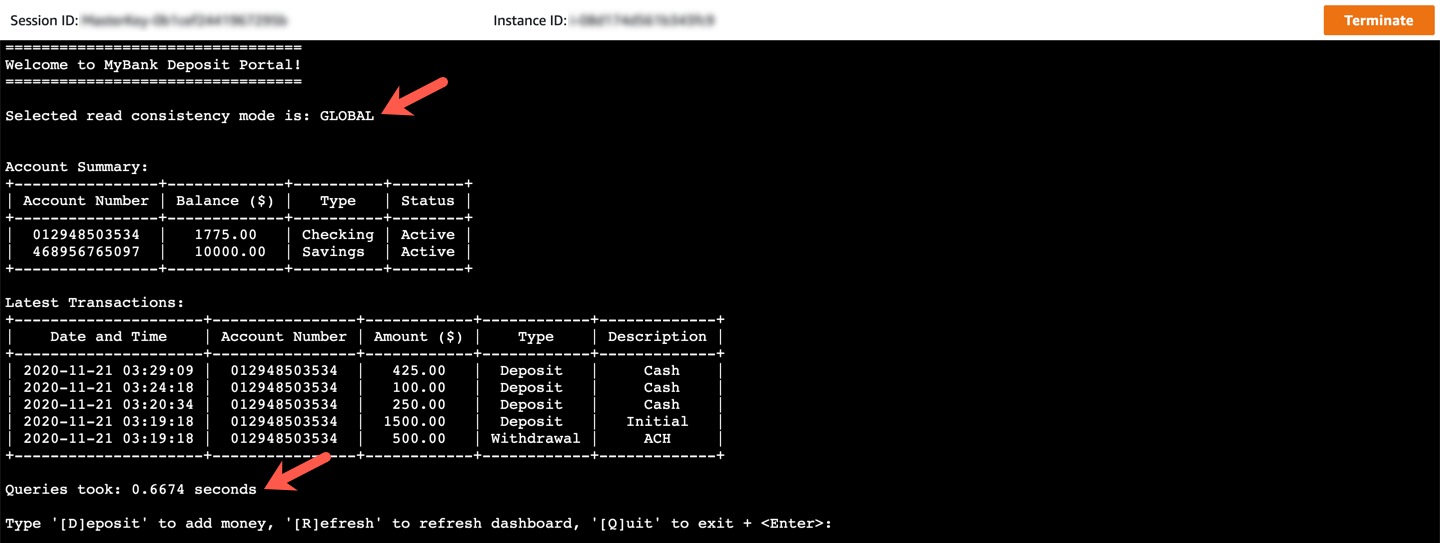 Session ID:
Instance ID:
Terminate
=================================
Welcome to MyBank Deposit Portal!
=================================
Selected read consistency mode is: GLOBAL
Account Summary:
+----------------+-------------+----------+--------+
| Account Number | Balance ($) |   Type   | Status |
+----------------+-------------+----------+--------+
|  012948503534  |   1775.00   | Checking | Active |
|  468956765097  |   10000.00  | Savings  | Active |
+----------------+-------------+----------+--------+
Latest Transactions:
+---------------------+----------------+-------------+------------+-------------+
|    Date and Time    | Account Number | Amount ($) |    Type    | Description |
+---------------------+----------------+------------+------------+-------------+
| 2020-11-21 03:29:09 |  012948503534  |   425.00   |  Deposit   |     Cash    |
| 2020-11-21 03:24:18 |  012948503534  |   100.00   |  Deposit   |     Cash    |
| 2020-11-21 03:20:34 |  012948503534  |   250.00   |  Deposit   |     Cash    |
| 2020-11-21 03:19:18 |  012948503534  |  1500.00   |  Deposit   |   Initial   |
| 2020-11-21 03:19:18 |  012948503534  |   500.00   | Withdrawal |     ACH     |
+---------------------+----------------+------------+------------+-------------+
Queries took: 0.6674 seconds
Type '[D]eposit' to add money, '[R]efresh' to refresh dashboard, '[Q]uit' to exit + <Enter>: